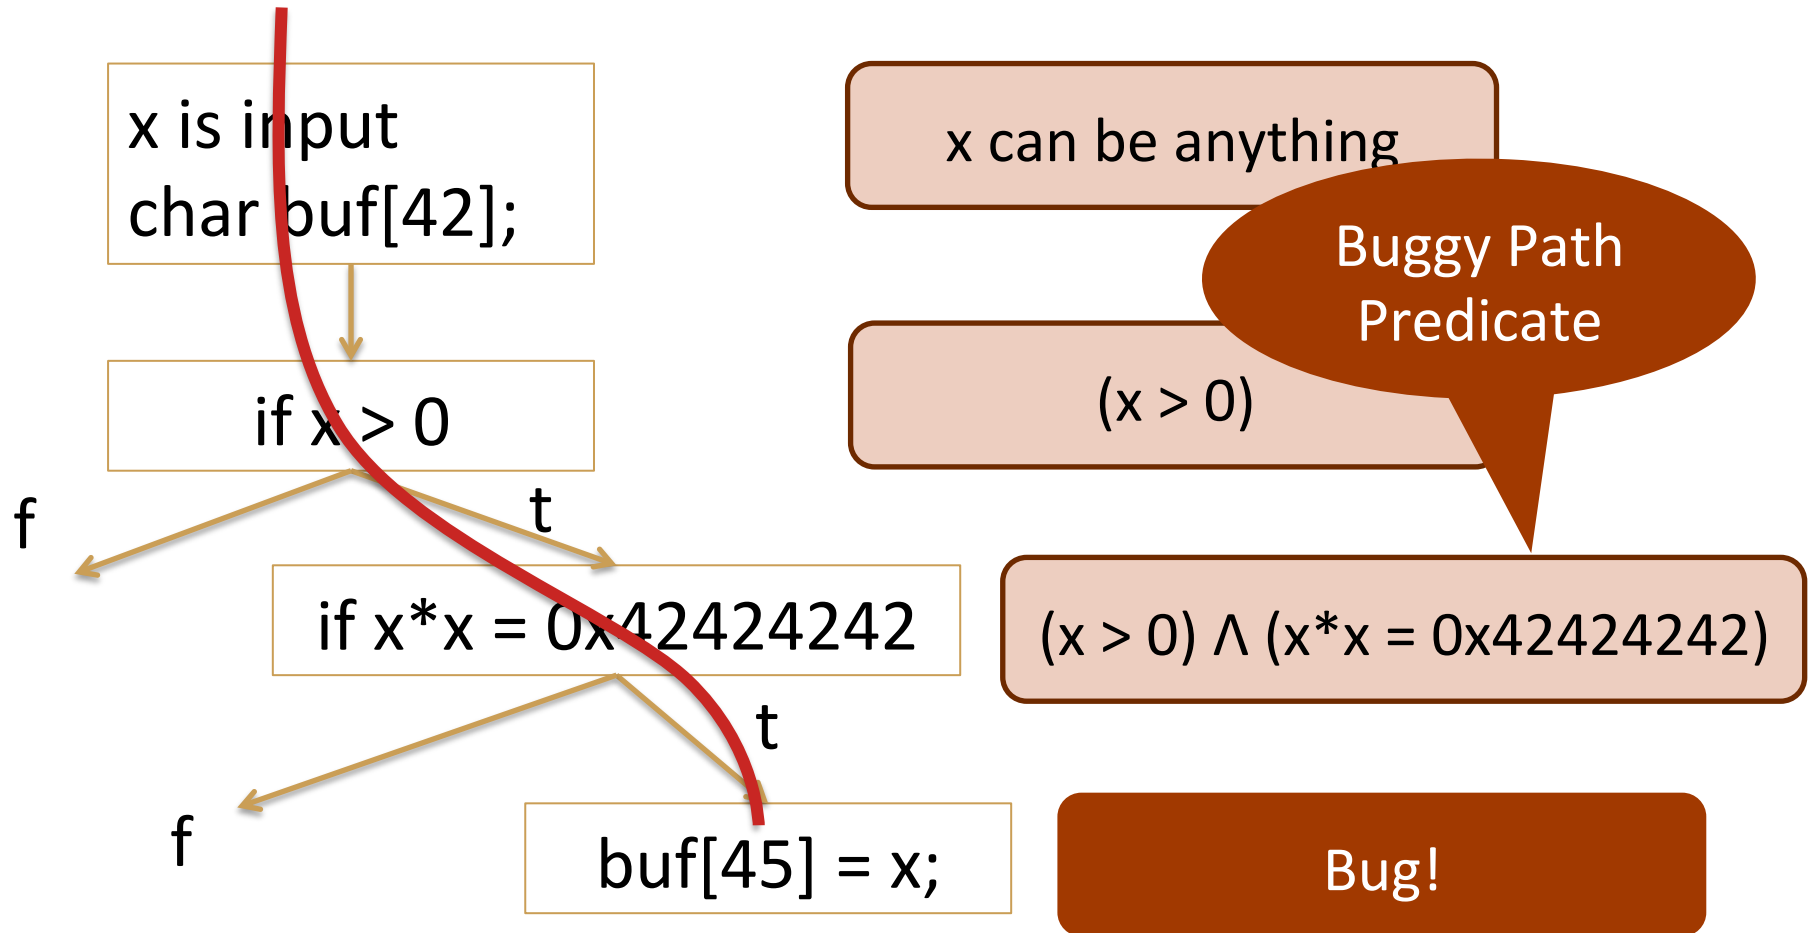 x is input
char buf[42];
x can be anything
Buggy Path
Predicate
if x > 0
(x > 0)
f
t
if x*x = 0x42424242
(x > 0) Λ (x*x = 0x42424242)
t
f
buf[45] = x;
Bug!